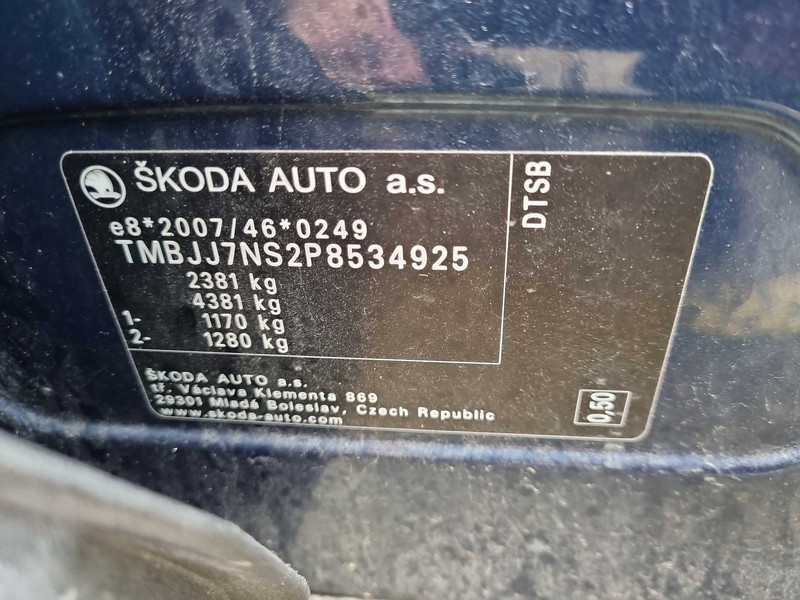 ŠKODA AUTO a.s.
DTSB
e8*2007/46*0249
TMBJJ7NS2P8534925
2381 kg
4381 kg
1- 1170 kg
2- 1280 kg
ŠKODA AUTO a.s.
tř. Václava Klementa 869
29301 Mladá Boleslav, Czech Republic
www.skoda-auto.com
0,50